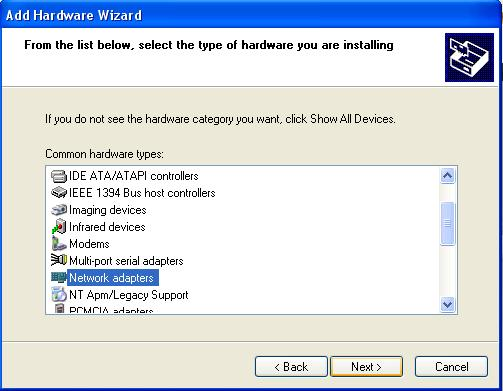 Add Hardware Wizard
From the list below, select the type of hardware you are installing
If you do not see the hardware category you want, click Show All Devices.
Common hardware types:
IDE ATA/ATAPI controllers
IEEE 1394 Bus host controllers
Imaging devices
Infrared devices
Modems
Multi-port serial adapters
Network adapters
NT Apm/Legacy Support
PCMCIA adapters
< Back
Next >
Cancel